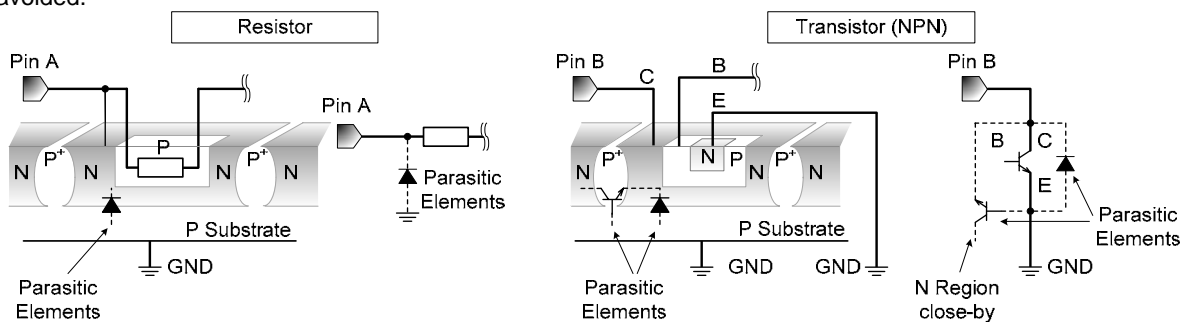 avoided.
Resistor
Transistor (NPN)
Pin A
Pin A
P
N P+ N N P+ N
Parasitic
Elements
P Substrate
GND
Parasitic
Elements
Pin B
C
B
E
N P+ N P N P+ N
P Substrate
GND
GND
Parasitic
Elements
Pin B
B
C
E
Parasitic
Elements
GND
N Region
close-by